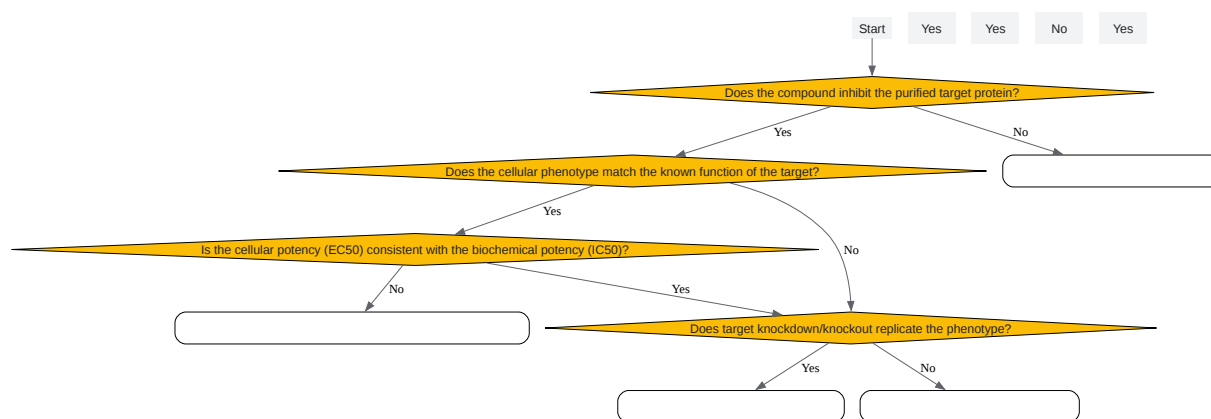 Start
Yes
Yes
No
Yes
Does the compound inhibit the purified target protein?
Yes
No
Does the cellular phenotype match the known function of the target?
Yes
No
Is the cellular potency (EC50) consistent with the biochemical potency (IC50)?
No
Yes
Does target knockdown/knockout replicate the phenotype?
Yes
No